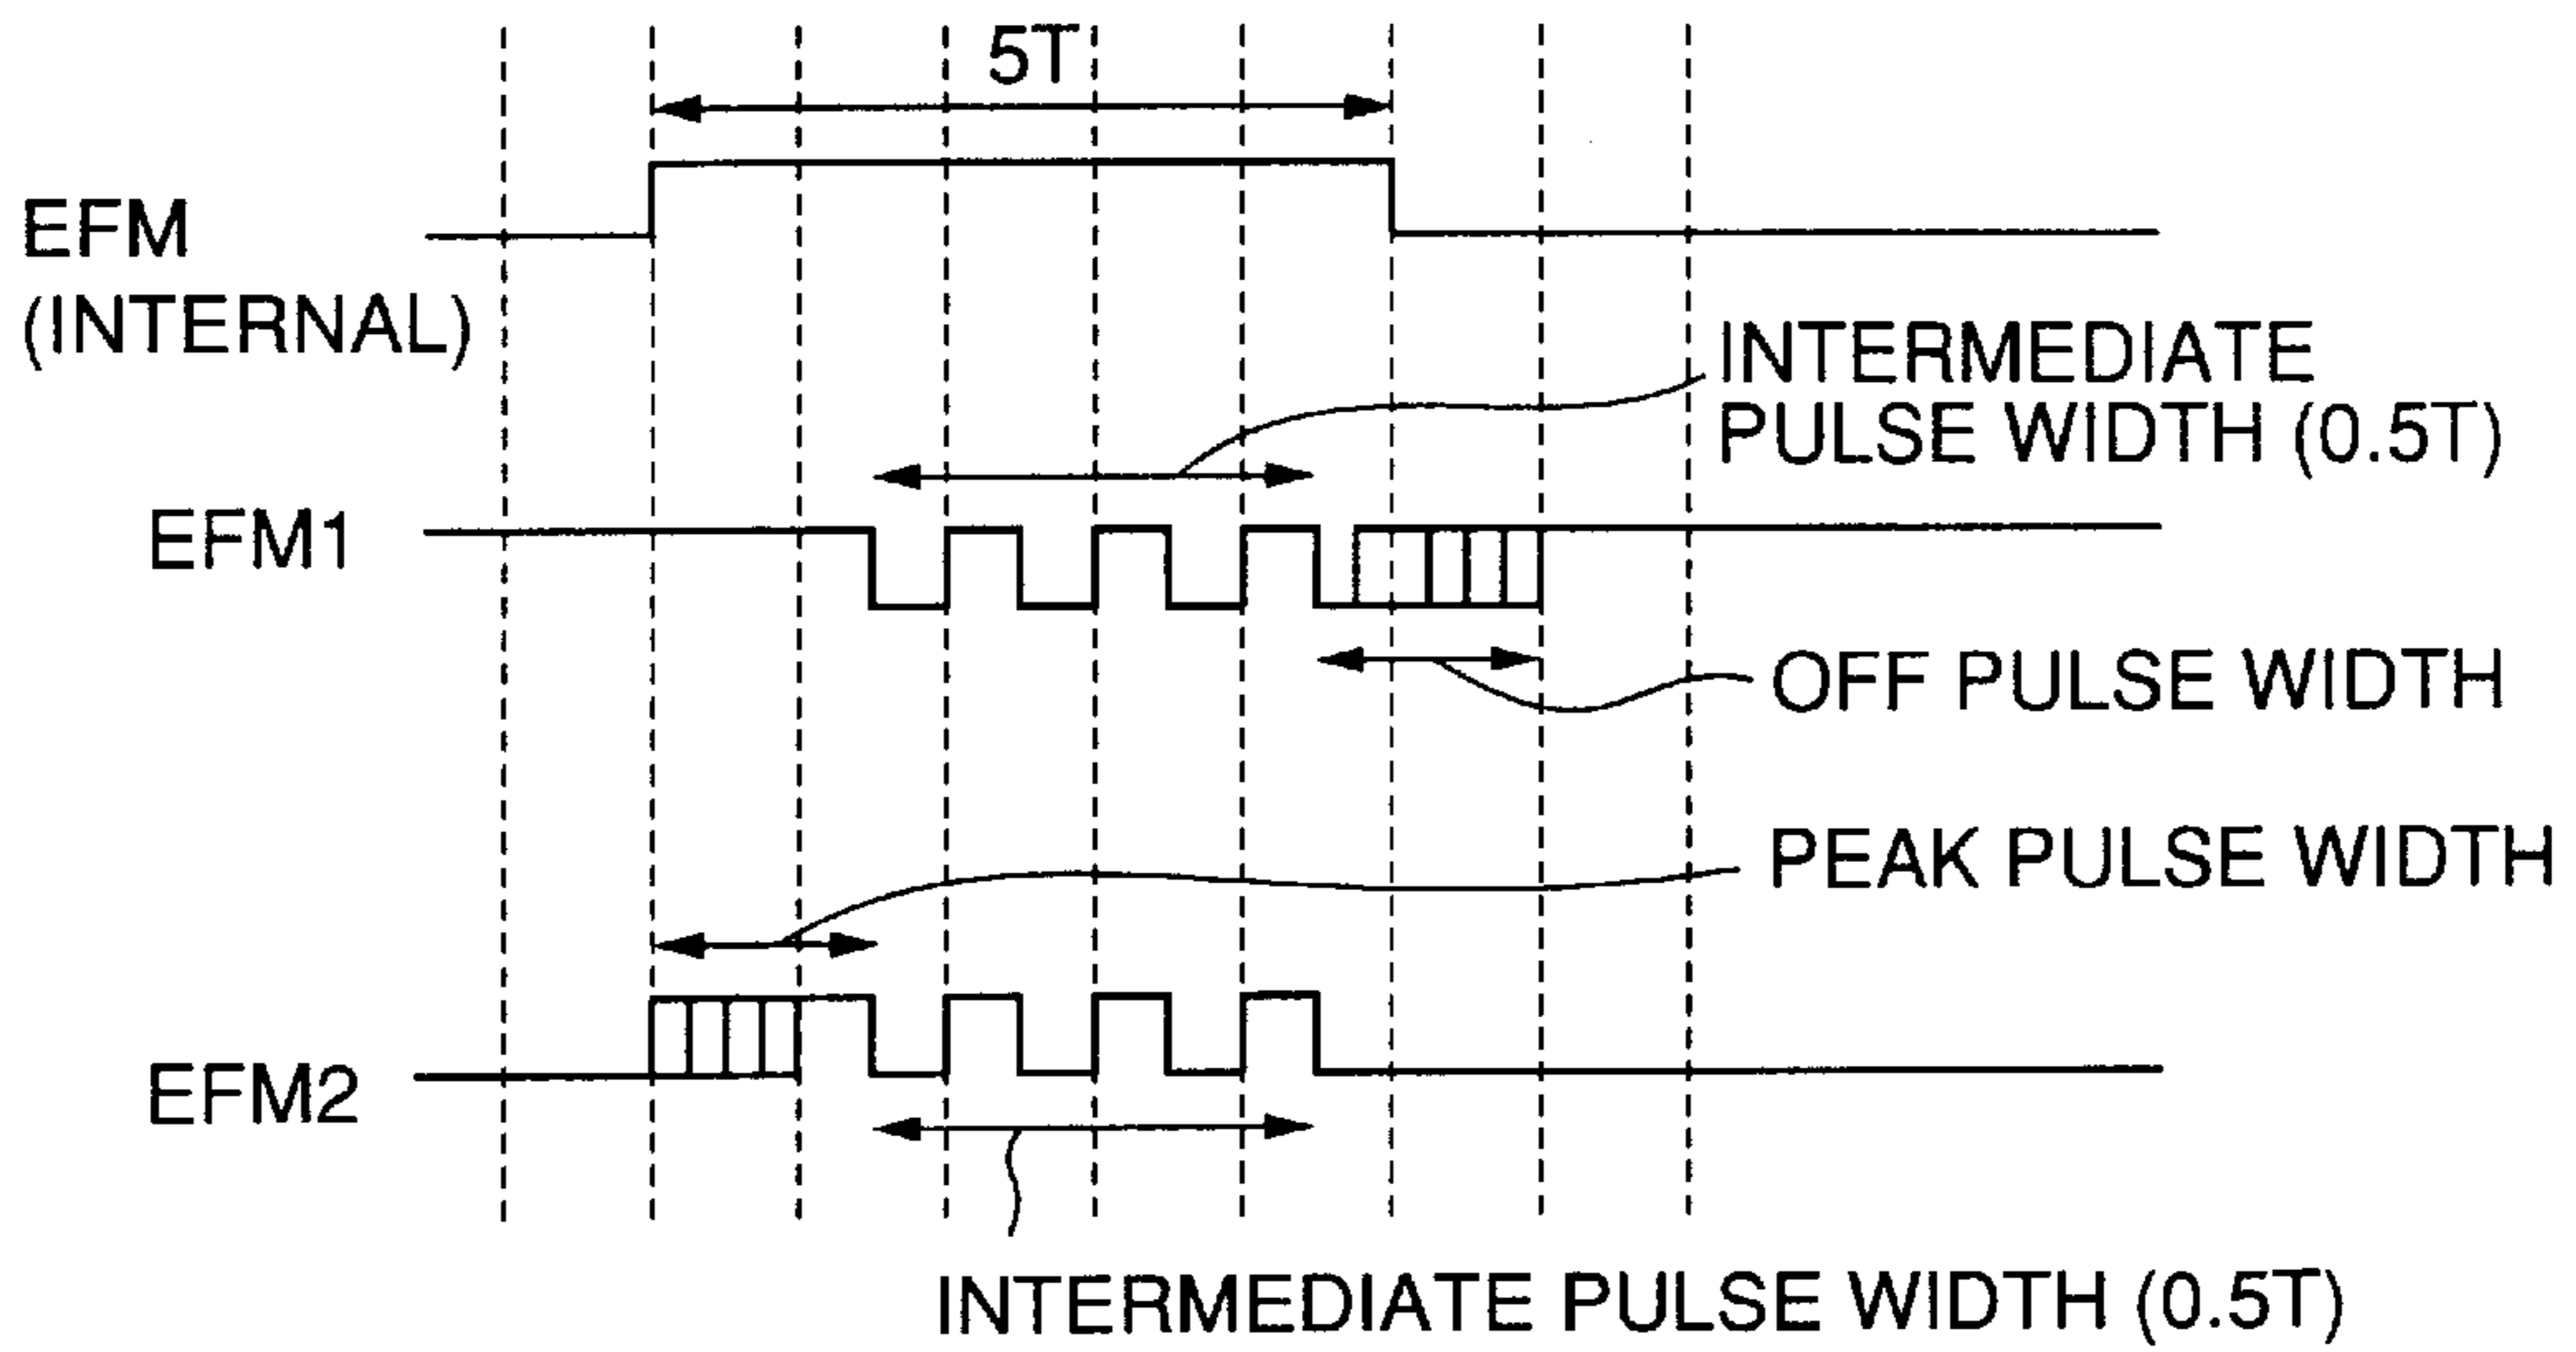 5T
EFM
(INTERNAL)
INTERMEDIATE
PULSE WIDTH (0.5T)
EFM1
OFF PULSE WIDTH
PEAK PULSE WIDTH
EFM2
INTERMEDIATE PULSE WIDTH (0.5T)